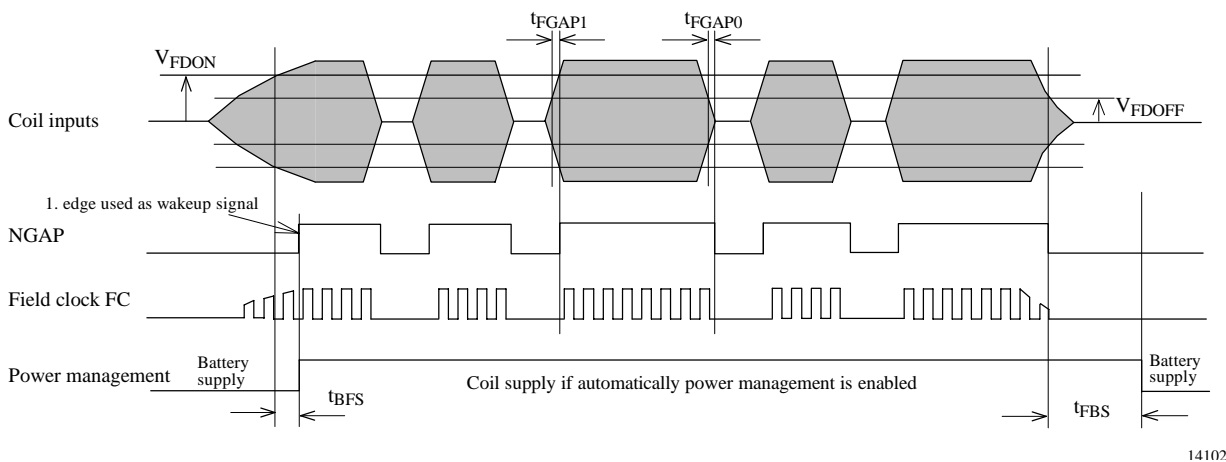 tFGAP1
tFGAP0
VFDON
Coil inputs
VFDOFF
1. edge used as wakeup signal
NGAP
Field clock FC
Power management
Battery
supply
Coil supply if automatically power management is enabled
Battery
supply
tBFS
tFBS
14102